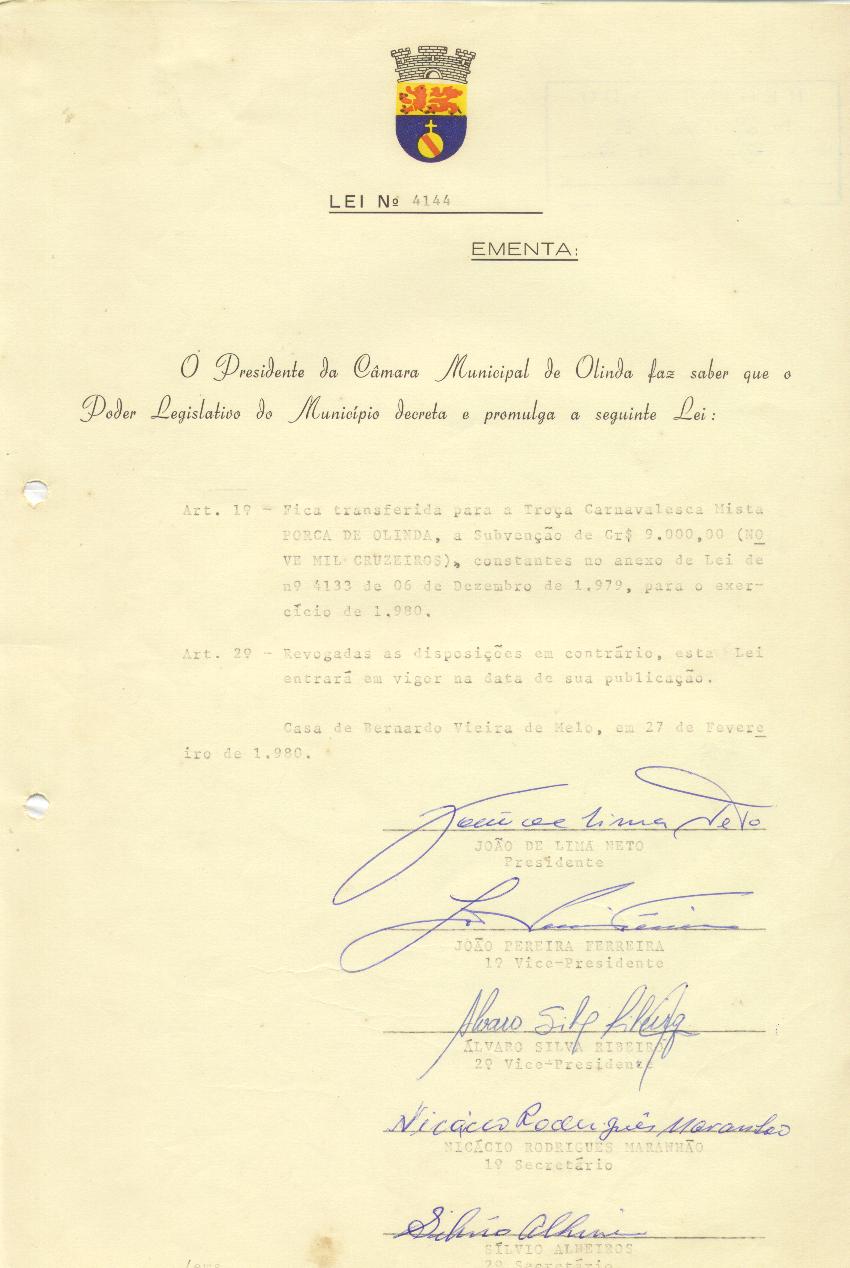 LEI Nº 4144
EMENTA:
O Presidente da Câmara Municipal de Olinda faz saber que o
Poder Legislativo do Município decreta e promulga a seguinte Lei:
Art. 1º - Fica transferida para a Troça Carnavalesca Mista
PORCA DE OLINDA, a Subvenção de Cr$ 9.000,00 (NO
VE MIL CRUZEIROS), constantes no anexo de Lei de
nº 4133 de 06 de Dezembro de 1.979, para o exer-
cício de 1.980.
Art. 2º - Revogadas as disposições em contrário, esta Lei
entrará em vigor na data de sua publicação.
Casa de Bernardo Vieira de Melo, em 27 de Fevere
iro de 1.980.
João de Lima Neto
JOÃO DE LIMA NETO
Presidente
JOÃO PEREIRA FERREIRA
1º Vice-Presidente
Alvaro Silva Ribeiro
ÁLVARO SILVA RIBEIRO
2º Vice-Presidente
Nicácio Rodrigues Maranhão
NICÁCIO RODRIGUES MARANHÃO
1º Secretário
SÍLVIO ALHEIROS
/ems 2º Secretário